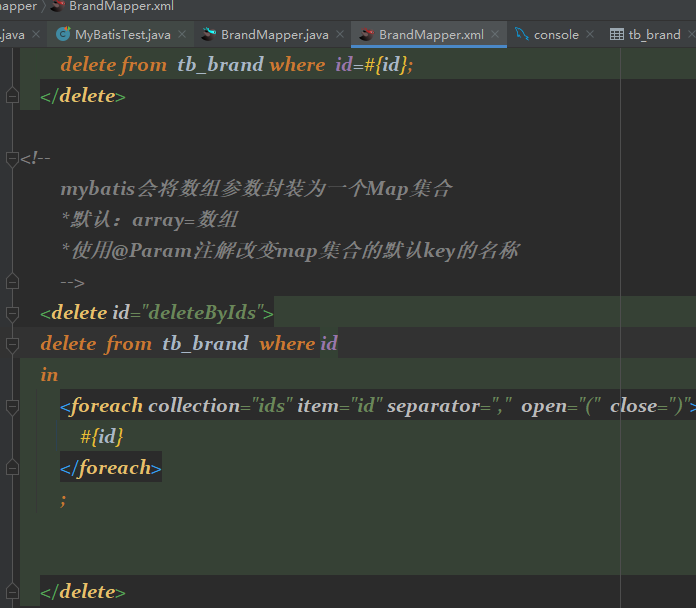 apper > BrandMapper.xml
.java × MyBatisTest.java × BrandMapper.java × BrandMapper.xml × console × tb_brand ×
delete from tb_brand where id=#{id};
</delete>
<!--
mybatis会将数组参数封装为一个Map集合
*默认：array=数组
*使用@Param注解改变map集合的默认key的名称
-->
<delete id="deleteByIds">
delete from tb_brand where id
in
<foreach collection="ids" item="id" separator="," open="(" close=")">
#{id}
</foreach>
;
</delete>